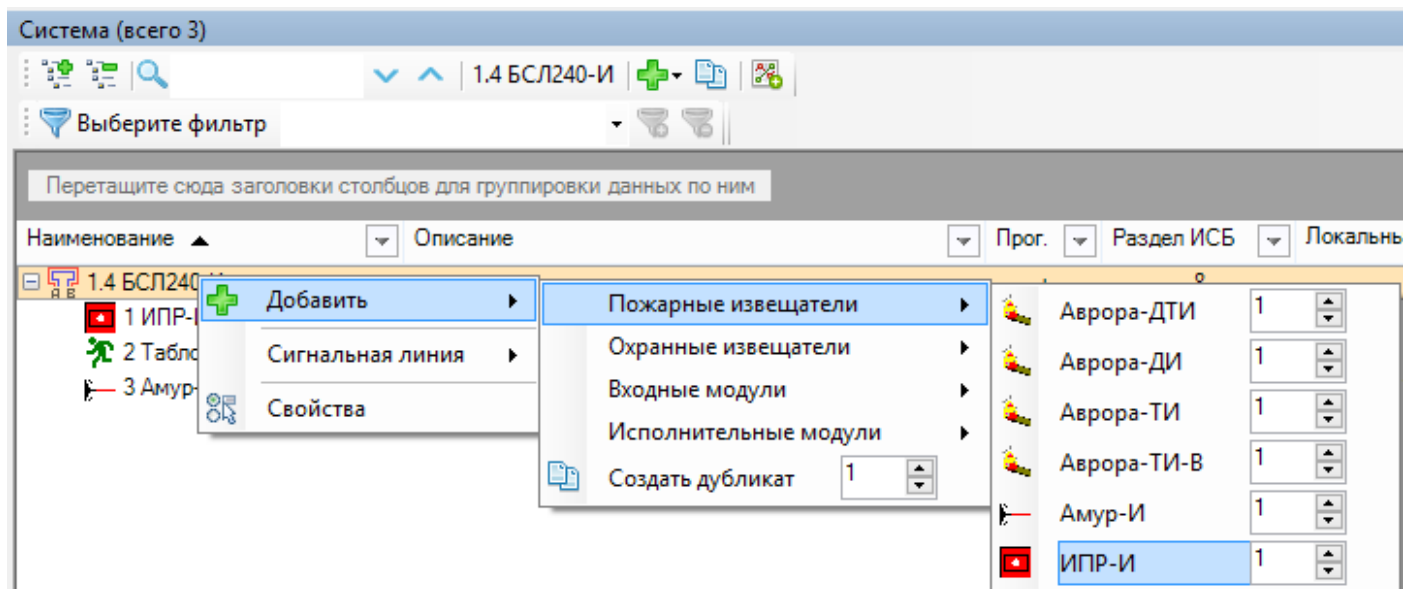 Система (всего 3)
1.4 БСЛ240-И
Выберите фильтр
Перетащите сюда заголовки столбцов для группировки данных по ним
Наименование Описание Прог. Раздел ИСБ Локальнь
1.4 БСЛ240
1 ИПР-
2 Табло
3 Амур-
Добавить
Сигнальная линия
Свойства
Пожарные извещатели
Охранные извещатели
Входные модули
Исполнительные модули
Создать дубликат 1
Аврора-ДТИ 1
Аврора-ДИ 1
Аврора-ТИ 1
Аврора-ТИ-В 1
Амур-И 1
ИПР-И 1